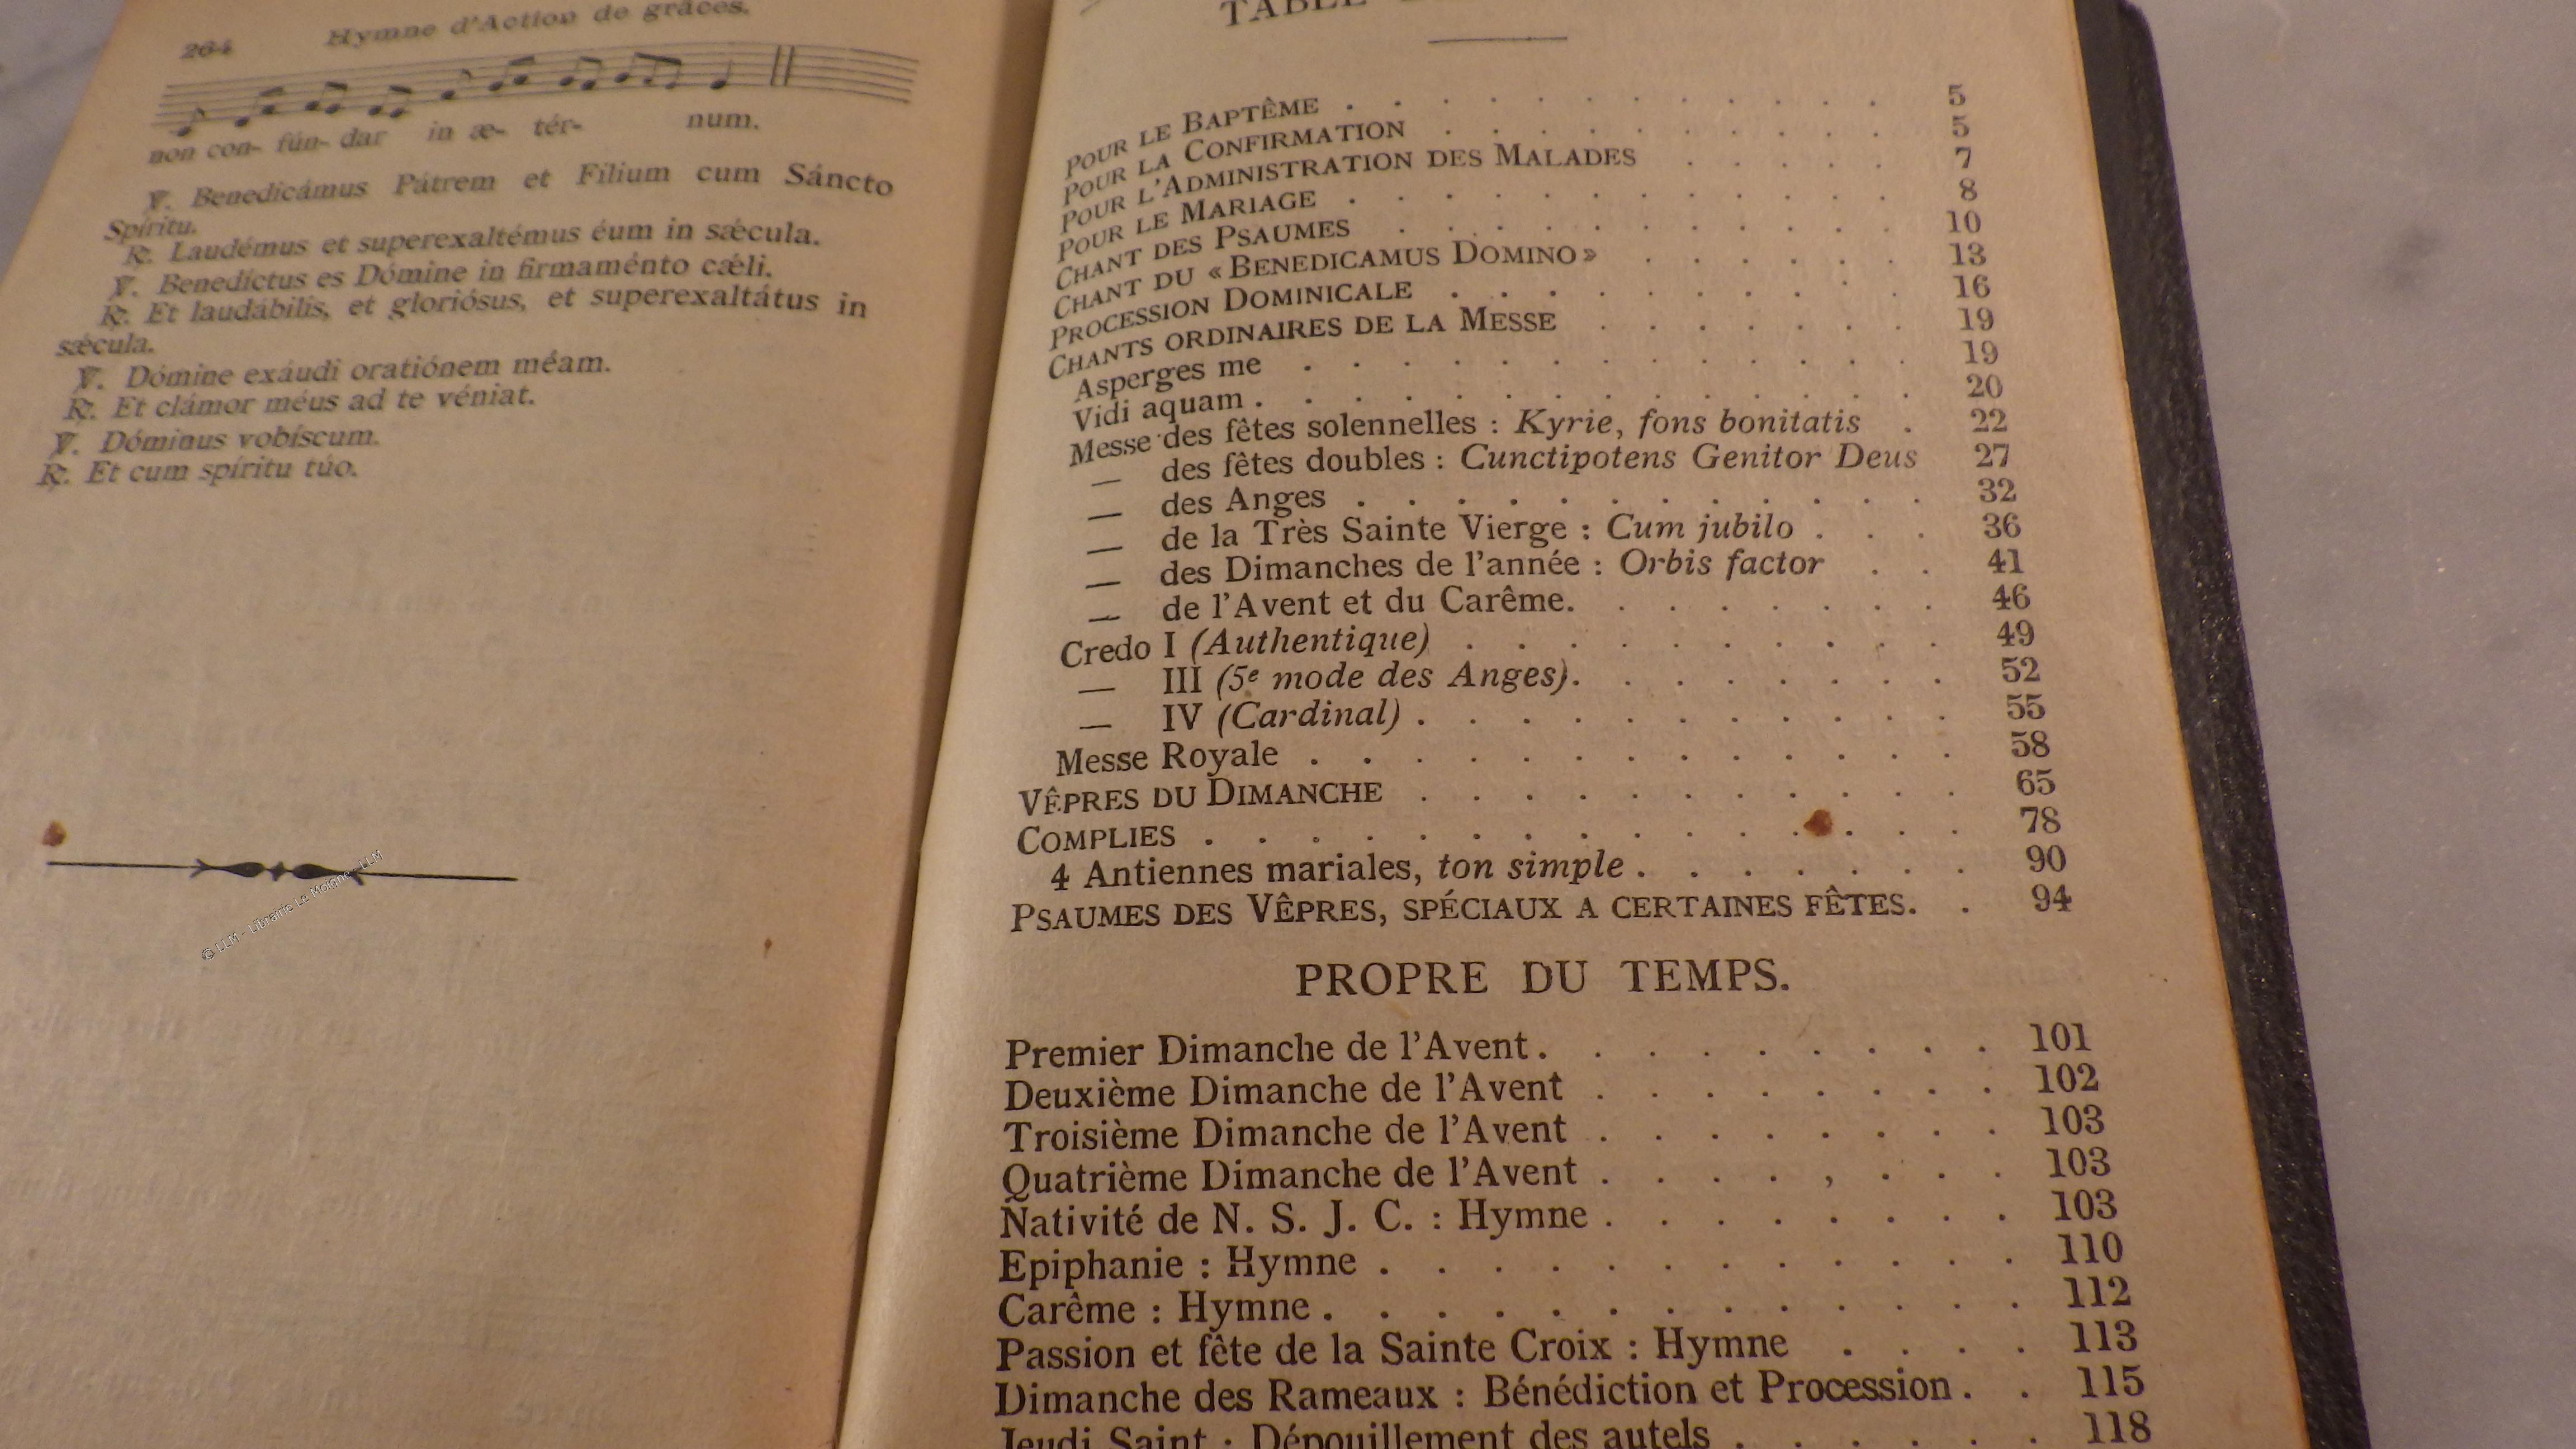 264 Hymne d'Action de grâces.
non con- fún- dar in æ- tér- num.
℣. Benedicámus Pátrem et Fílium cum Sáncto
Spíritu.
℟. Laudémus et superexaltémus éum in sǽcula.
℣. Benedíctus es Dómine in firmaménto cǽli.
℟. Et laudábilis, et gloriósus, et superexaltátus in
sǽcula.
℣. Dómine exáudi oratiónem méam.
℟. Et clámor méus ad te véniat.
℣. Dóminus vobíscum.
℟. Et cum spíritu túo.
© LLM - Librairie Le Moigne - LLM
TABLE
POUR LE BAPTÊME . . . . . . . . . . . . 5
POUR LA CONFIRMATION . . . . . . . . . . 5
POUR L'ADMINISTRATION DES MALADES . . . . . 7
POUR LE MARIAGE . . . . . . . . . . . . 8
CHANT DES PSAUMES . . . . . . . . . . . 10
CHANT DU « BENEDICAMUS DOMINO » . . . . . . 13
PROCESSION DOMINICALE . . . . . . . . . . 16
CHANTS ORDINAIRES DE LA MESSE . . . . . . . 19
Asperges me . . . . . . . . . . . . . 19
Vidi aquam . . . . . . . . . . . . . . 20
Messe des fêtes solennelles : Kyrie, fons bonitatis . 22
— des fêtes doubles : Cunctipotens Genitor Deus 27
— des Anges . . . . . . . . . . . . 32
— de la Très Sainte Vierge : Cum jubilo . . . 36
— des Dimanches de l'année : Orbis factor . . 41
— de l'Avent et du Carême. . . . . . . . 46
Credo I (Authentique) . . . . . . . . . . 49
— III (5e mode des Anges). . . . . . . . 52
— IV (Cardinal) . . . . . . . . . . . 55
Messe Royale . . . . . . . . . . . . . 58
VÊPRES DU DIMANCHE . . . . . . . . . . . 65
COMPLIES . . . . . . . . . . . . . . . 78
4 Antiennes mariales, ton simple . . . . . . . 90
PSAUMES DES VÊPRES, SPÉCIAUX A CERTAINES FÊTES. . 94
PROPRE DU TEMPS.
Premier Dimanche de l'Avent . . . . . . . . . 101
Deuxième Dimanche de l'Avent . . . . . . . . 102
Troisième Dimanche de l'Avent . . . . . . . . 103
Quatrième Dimanche de l'Avent . . . . , . . . 103
Nativité de N. S. J. C. : Hymne . . . . . . . . 103
Epiphanie : Hymne . . . . . . . . . . . . 110
Carême : Hymne . . . . . . . . . . . . . 112
Passion et fête de la Sainte Croix : Hymne . . . . 113
Dimanche des Rameaux : Bénédiction et Procession . . 115
Jeudi Saint : Dépouillement des autels . . . . . . 118